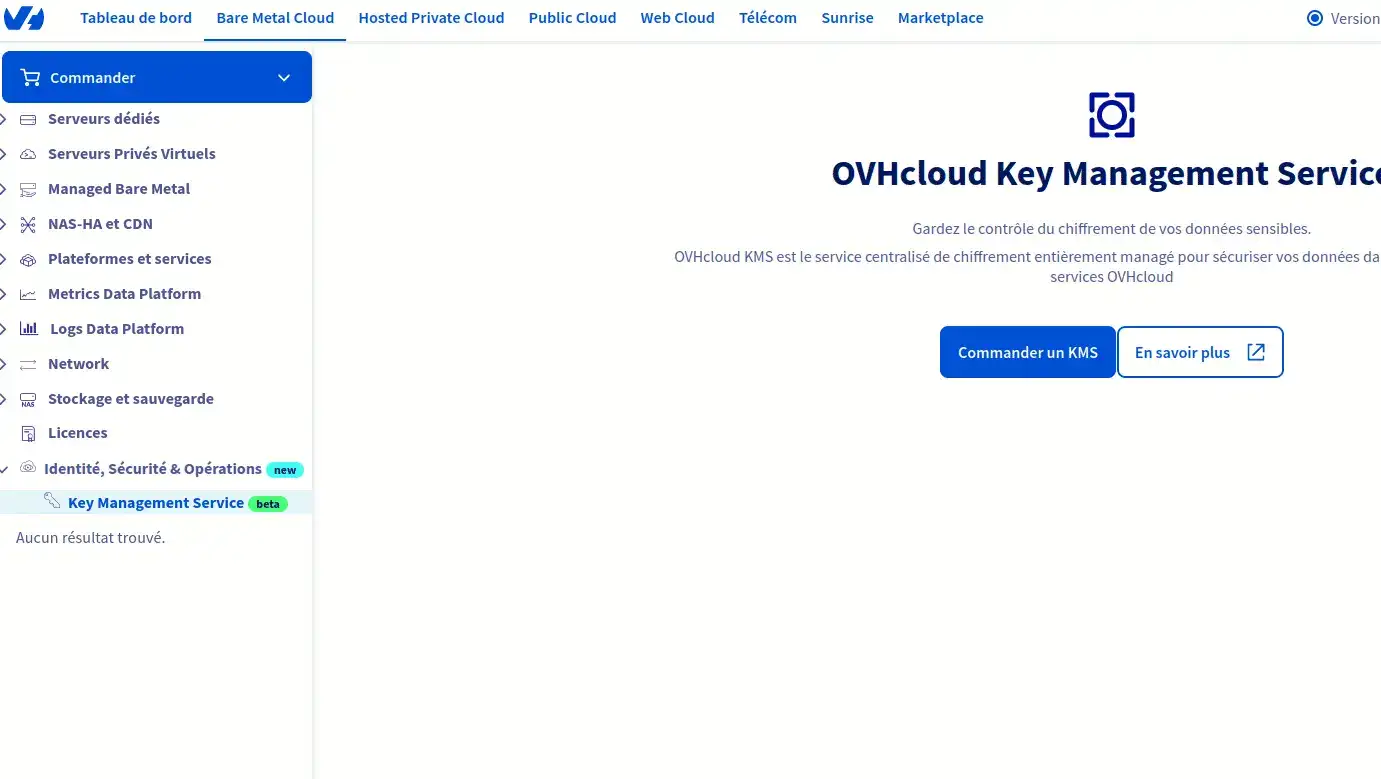 Tableau de bord Bare Metal Cloud Hosted Private Cloud Public Cloud Web Cloud Télécom Sunrise Marketplace Version
Commander
Serveurs dédiés
Serveurs Privés Virtuels
Managed Bare Metal
NAS-HA et CDN
Plateformes et services
Metrics Data Platform
Logs Data Platform
Network
NAS Stockage et sauvegarde
Licences
Identité, Sécurité & Opérations new
Key Management Service beta
Aucun résultat trouvé.
OVHcloud Key Management Service
Gardez le contrôle du chiffrement de vos données sensibles.
OVHcloud KMS est le service centralisé de chiffrement entièrement managé pour sécuriser vos données da
services OVHcloud
Commander un KMS En savoir plus